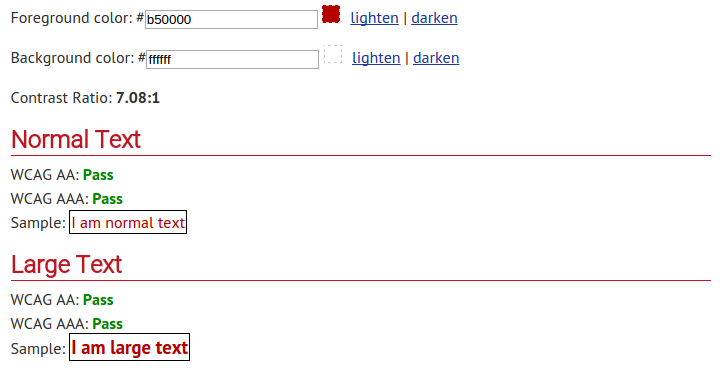 Foreground color: #b50000 lighten | darken
Background color: #ffffff lighten | darken
Contrast Ratio: 7.08:1
Normal Text
WCAG AA: Pass
WCAG AAA: Pass
Sample: I am normal text
Large Text
WCAG AA: Pass
WCAG AAA: Pass
Sample: I am large text